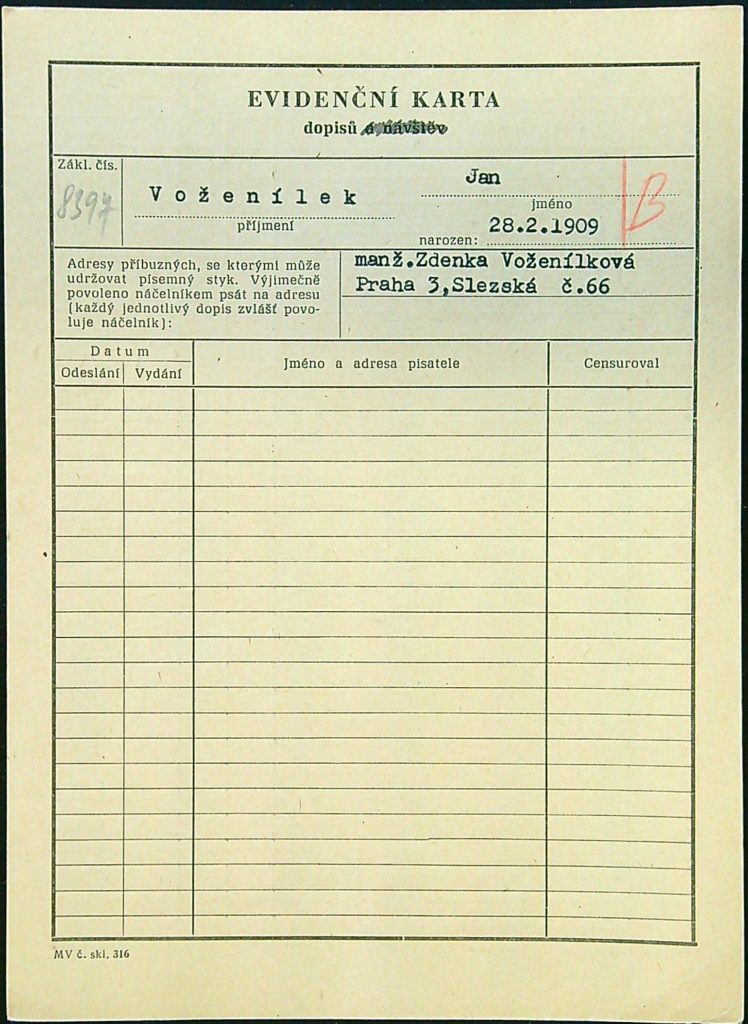 EVIDENČNÍ KARTA
dopisů a návštěv
Zákl. čís.
8397
Voženílek
příjmení
Jan
jméno
28.2.1909
narozen:
B
Adresy příbuzných, se kterými může
udržovat písemný styk. Výjimečně
povoleno náčelníkem psát na adresu
(každý jednotlivý dopis zvlášť povo-
luje náčelník):
manž.Zdenka Voženílková
Praha 3,Slezská č.66
Datum
Odeslání Vydání
Jméno a adresa pisatele
Censuroval
MV č. skl. 316